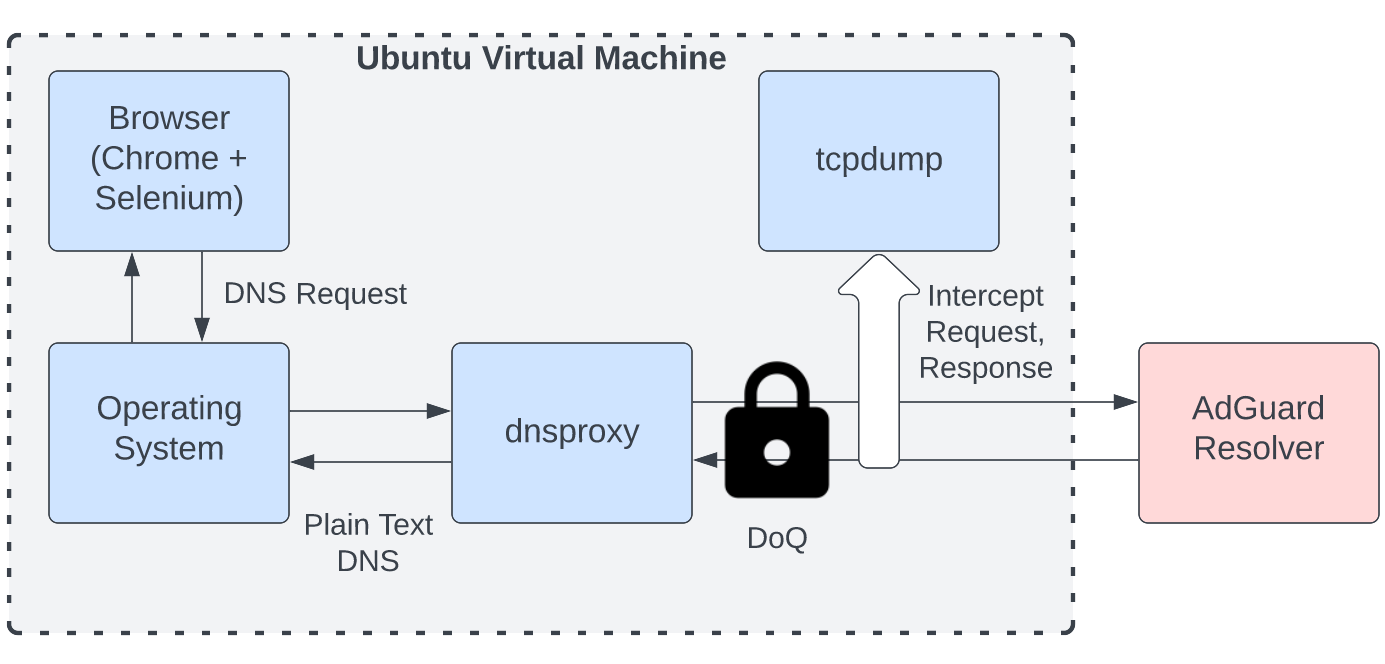 Ubuntu Virtual Machine
Browser
(Chrome +
Selenium)
tcpdump
DNS Request
Intercept
Request,
Response
Operating
System
dnsproxy
AdGuard
Resolver
Plain Text
DNS
DoQ